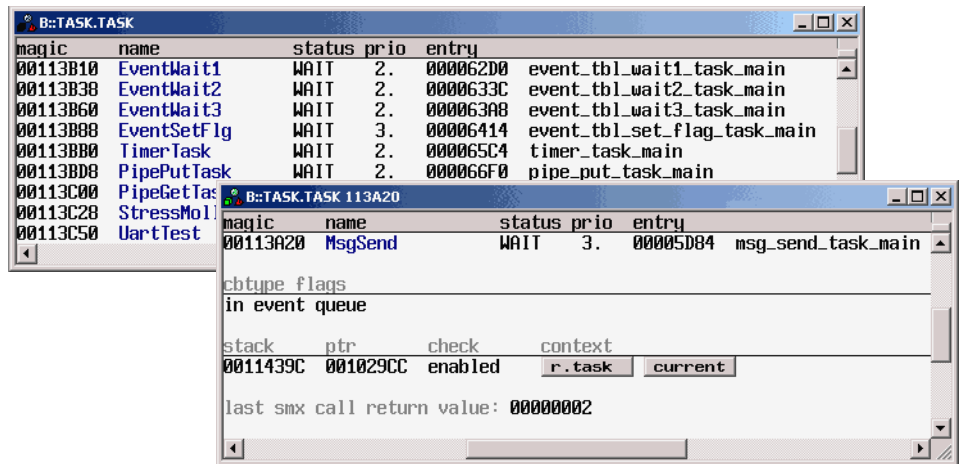 B::TASK.TASK
magic name status prio entry
00113B10 EventWait1 WAIT 2. 000062D0 event_tbl_wait1_task_main
00113B38 EventWait2 WAIT 2. 0000633C event_tbl_wait2_task_main
00113B60 EventWait3 WAIT 2. 000063A8 event_tbl_wait3_task_main
00113B88 EventSetFlg WAIT 3. 00006414 event_tbl_set_flag_task_main
00113BB0 TimerTask WAIT 2. 000065C4 timer_task_main
00113BD8 PipePutTask WAIT 2. 000066F0 pipe_put_task_main
00113C00 PipeGetTas
00113C28 StressMol
00113C50 UartTest
B::TASK.TASK 113A20
magic name status prio entry
00113A20 MsgSend WAIT 3. 00005D84 msg_send_task_main
cbtype flags
in event queue
stack ptr check context
0011439C 001029CC enabled r.task current
last smx call return value: 00000002